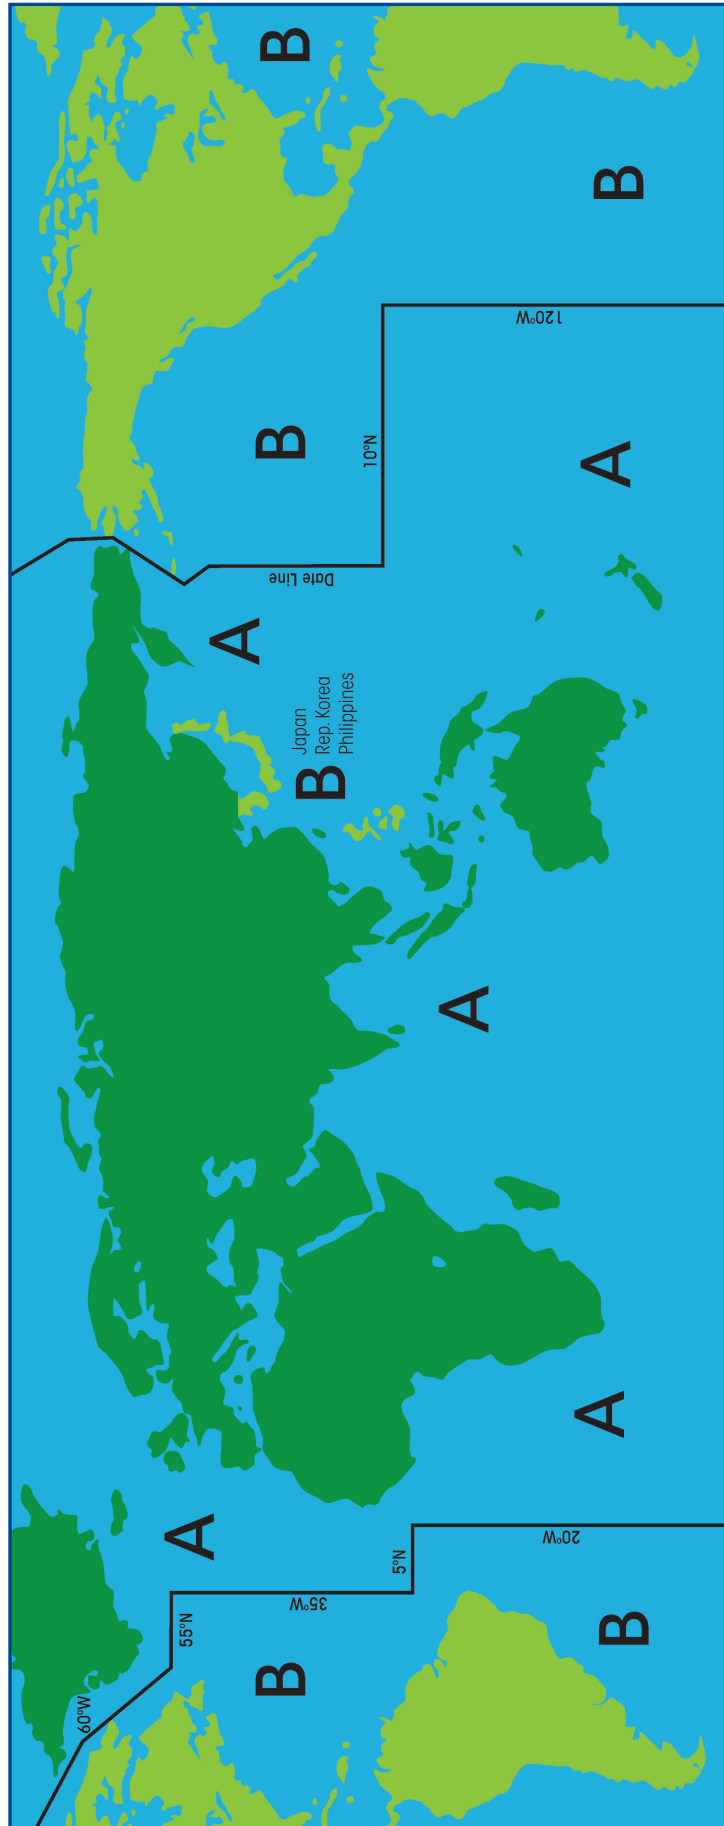 60°W
55°N
A
A
B
B
B
35°W
Date Line
B
Japan
Rep. Korea
Philippines
10°N
5°N
A
20°W
120°W
B
A
A
B